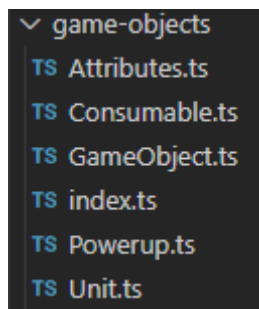 game-objects
TS Attributes.ts
TS Consumable.ts
TS GameObject.ts
TS index.ts
TS Powerup.ts
TS Unit.ts